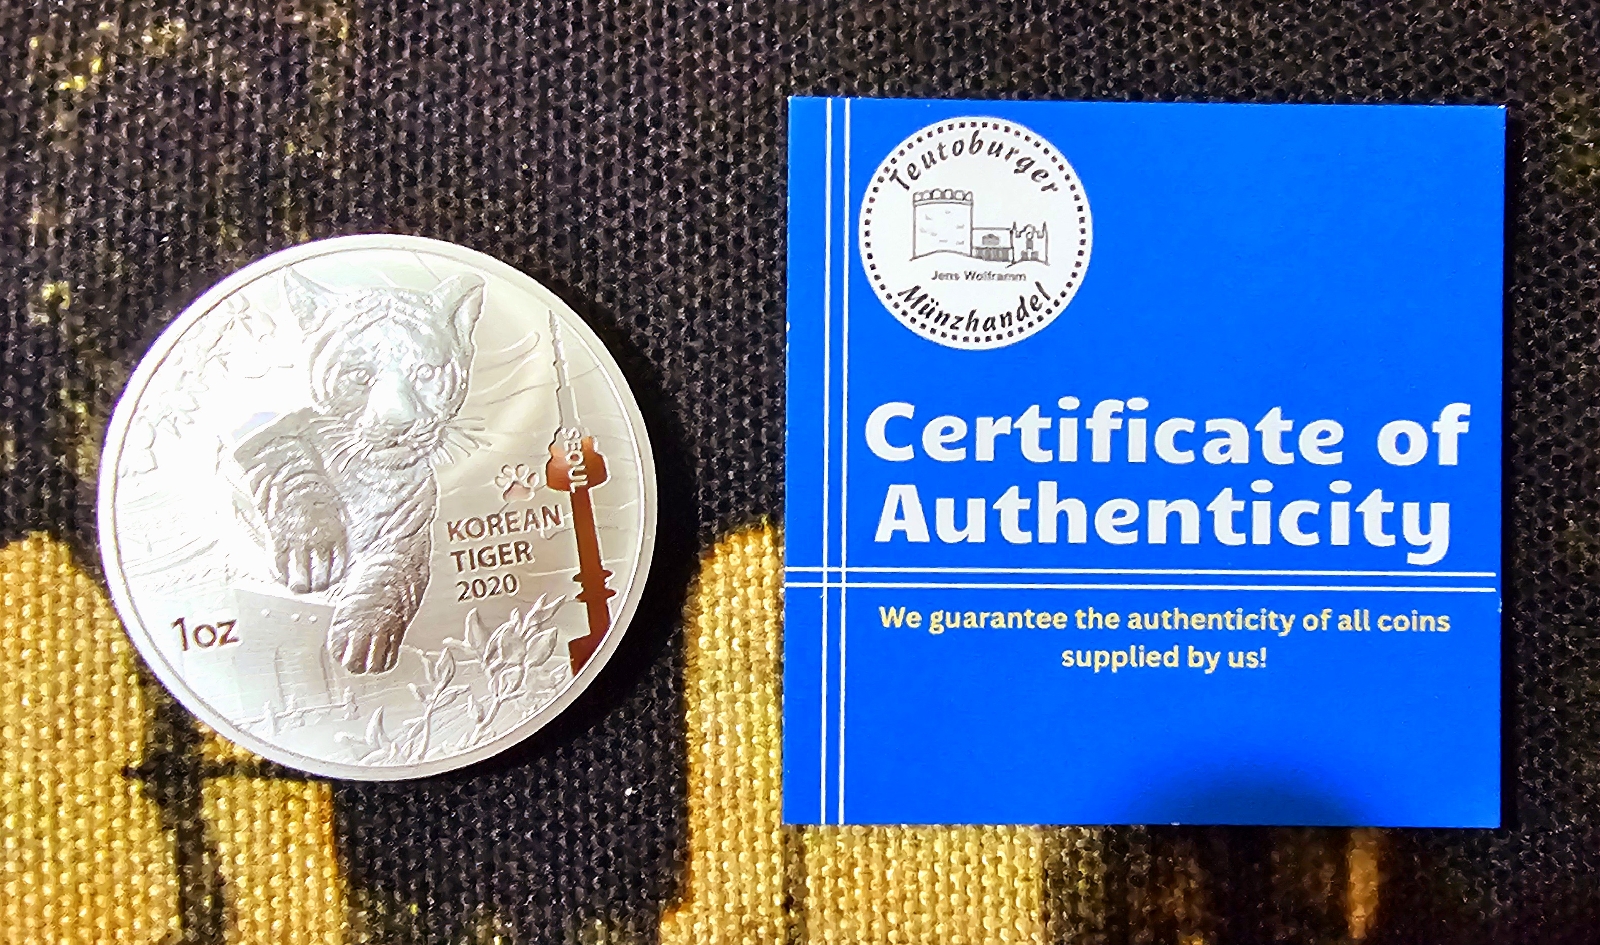 KOREAN
TIGER
2020
1oz
SEOUL
Teutoburger
Jens Wolframm
Münzhandel
Certificate of
Authenticity
We guarantee the authenticity of all coins
supplied by us!